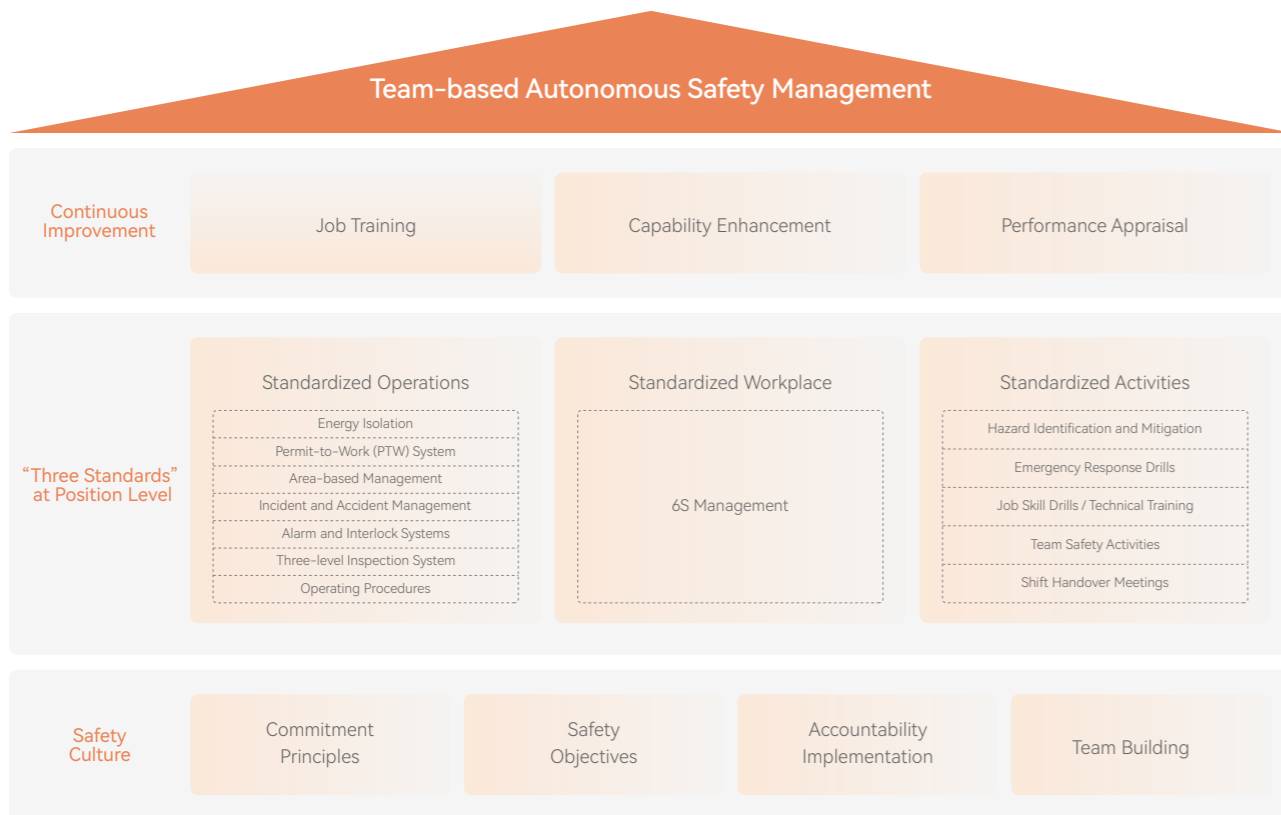 Team-based Autonomous Safety Management
Continuous
Improvement
Job Training
Capability Enhancement
Performance Appraisal
“Three Standards”
at Position Level
Standardized Operations
Energy Isolation
Permit-to-Work (PTW) System
Area-based Management
Incident and Accident Management
Alarm and Interlock Systems
Three-level Inspection System
Operating Procedures
Standardized Workplace
6S Management
Standardized Activities
Hazard Identification and Mitigation
Emergency Response Drills
Job Skill Drills / Technical Training
Team Safety Activities
Shift Handover Meetings
Safety
Culture
Commitment
Principles
Safety
Objectives
Accountability
Implementation
Team Building